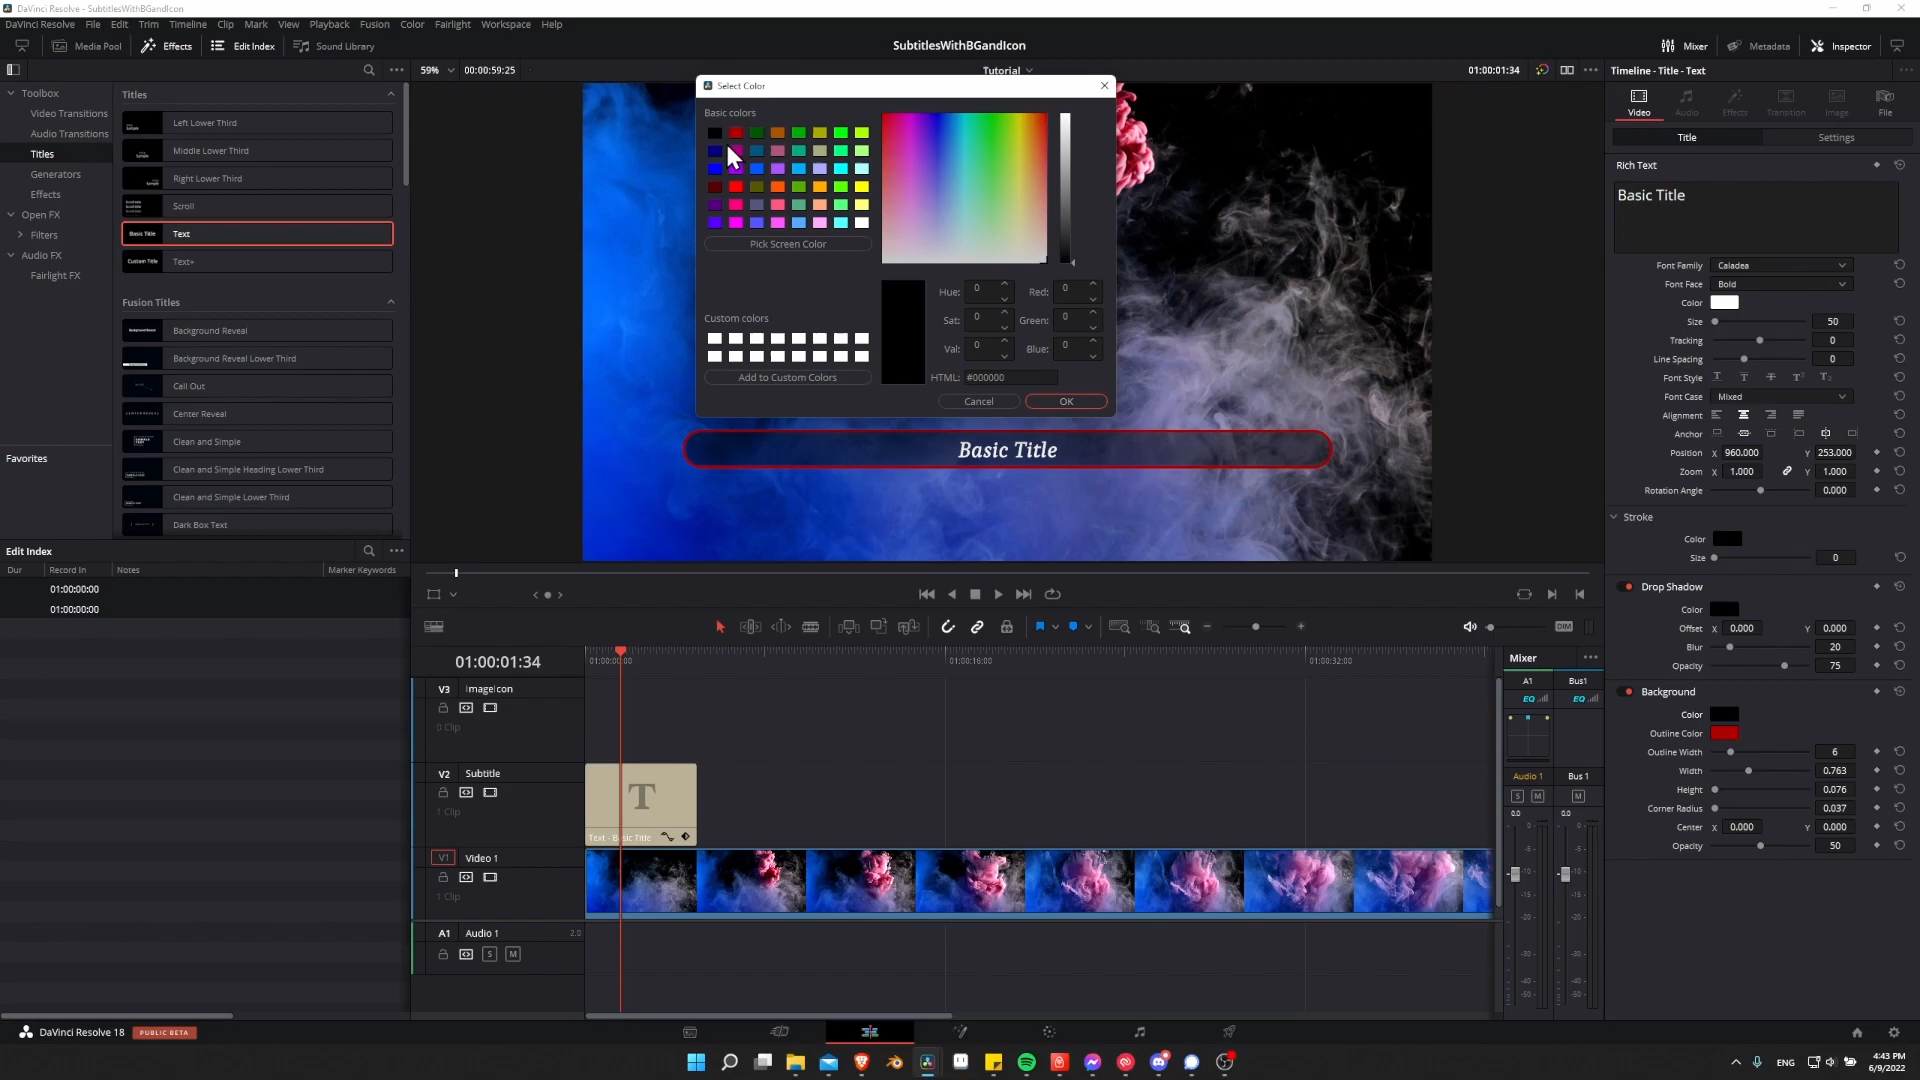 DaVinci Resolve - SubtitlesWithBGandIcon
DaVinci Resolve File Edit Trim Timeline Clip Mark View Playback Fusion Color Fairlight Workspace Help
Media Pool Effects Edit Index Sound Library SubtitlesWithBGandIcon Mixer Metadata Inspector
59% 00:00:59:25 Tutorial 01:00:01:34 Timeline - Title - Text
Toolbox
Video Transitions
Audio Transitions
Titles
Generators
Effects
Open FX
Filters
Audio FX
Fairlight FX
Favorites
Titles
Left Lower Third
Middle Lower Third
Right Lower Third
Scroll
Basic Title Text
Custom Title Text+
Fusion Titles
Background Reveal
Background Reveal Lower Third
Call Out
Center Reveal
Clean and Simple
Clean and Simple Heading Lower Third
Clean and Simple Lower Third
Dark Box Text
Select Color
Basic colors
Pick Screen Color
Custom colors
Add to Custom Colors
Hue: 0 Red: 0
Sat: 0 Green: 0
Val: 0 Blue: 0
HTML: #000000
Cancel OK
Basic Title
Video Audio Effects Transition Image File
Title Settings
Rich Text
Basic Title
Font Family Caladea
Font Face Bold
Color
Size 50
Tracking 0
Line Spacing 0
Font Style T T T T T
Font Case Mixed
Alignment
Anchor
Position X 960.000 Y 253.000
Zoom X 1.000 Y 1.000
Rotation Angle 0.000
Stroke
Color
Size 0
Drop Shadow
Color
Offset X 0.000 Y 0.000
Blur 20
Opacity 75
Background
Color
Outline Color
Outline Width 6
Width 0.763
Height 0.076
Corner Radius 0.037
Center X 0.000 Y 0.000
Opacity 50
Edit Index
Dur Record In Notes Marker Keywords
01:00:00:00
01:00:00:00
DIM
01:00:01:34 01:00:00:00 01:00:16:00 01:00:32:00
V3 ImageIcon
0 Clip
V2 Subtitle
1 Clip
T
Text - Basic Title
V1 Video 1
1 Clip
A1 Audio 1 2.0
S M
Mixer
A1 Bus1
EQ EQ
Audio 1 Bus 1
S M M
0.0 0.0
DaVinci Resolve 18 PUBLIC BETA
ENG 4:43 PM
6/9/2022